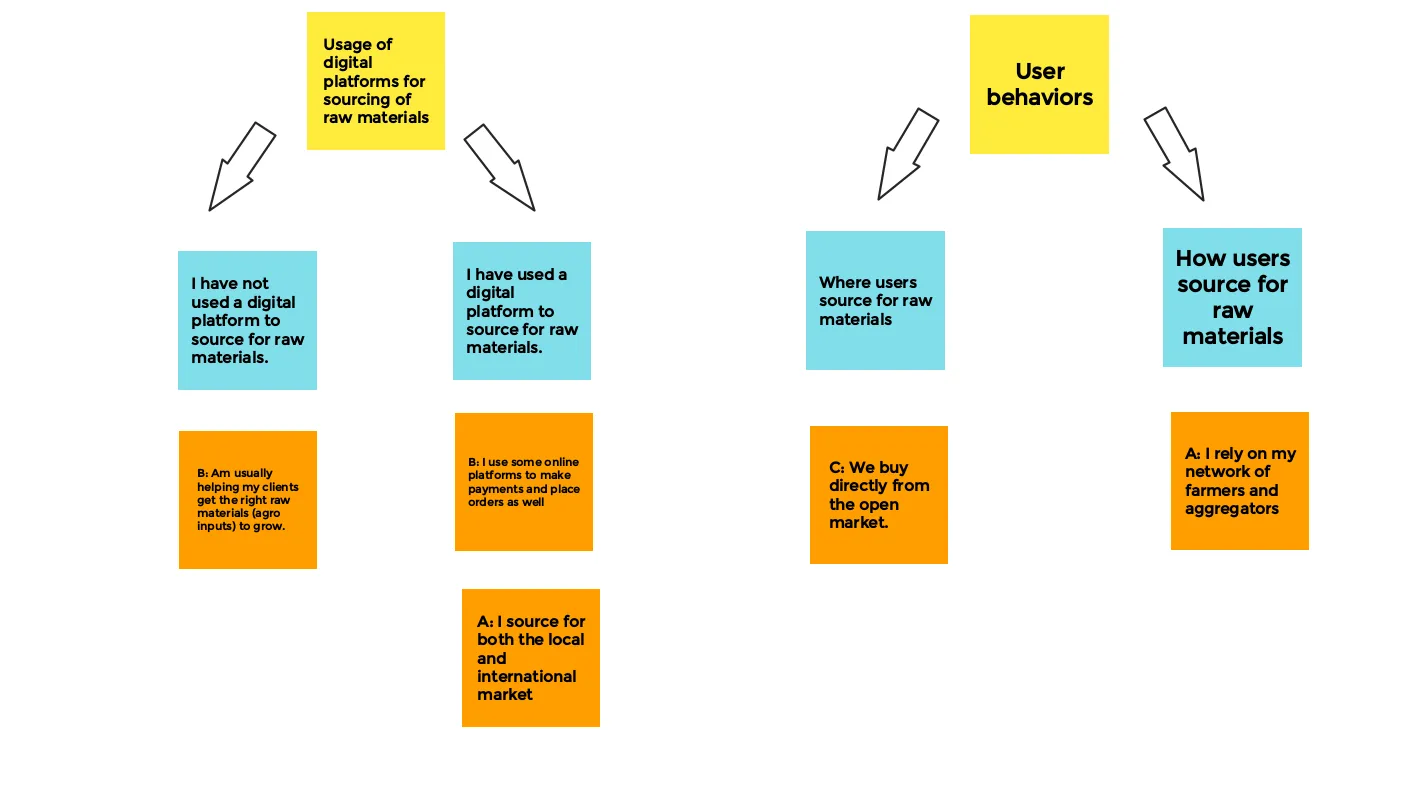 Usage of
digital
platforms for
sourcing of
raw materials
I have not
used a digital
platform to
source for raw
materials.
I have used a
digital
platform to
source for raw
materials.
B: Am usually
helping my clients
get the right raw
materials (agro
inputs) to grow.
B: I use some online
platforms to make
payments and place
orders as well
A: I source for
both the local
and
international
market
User
behaviors
Where users
source for raw
materials
How users
source for
raw
materials
C: We buy
directly from
the open
market.
A: I rely on my
network of
farmers and
aggregators